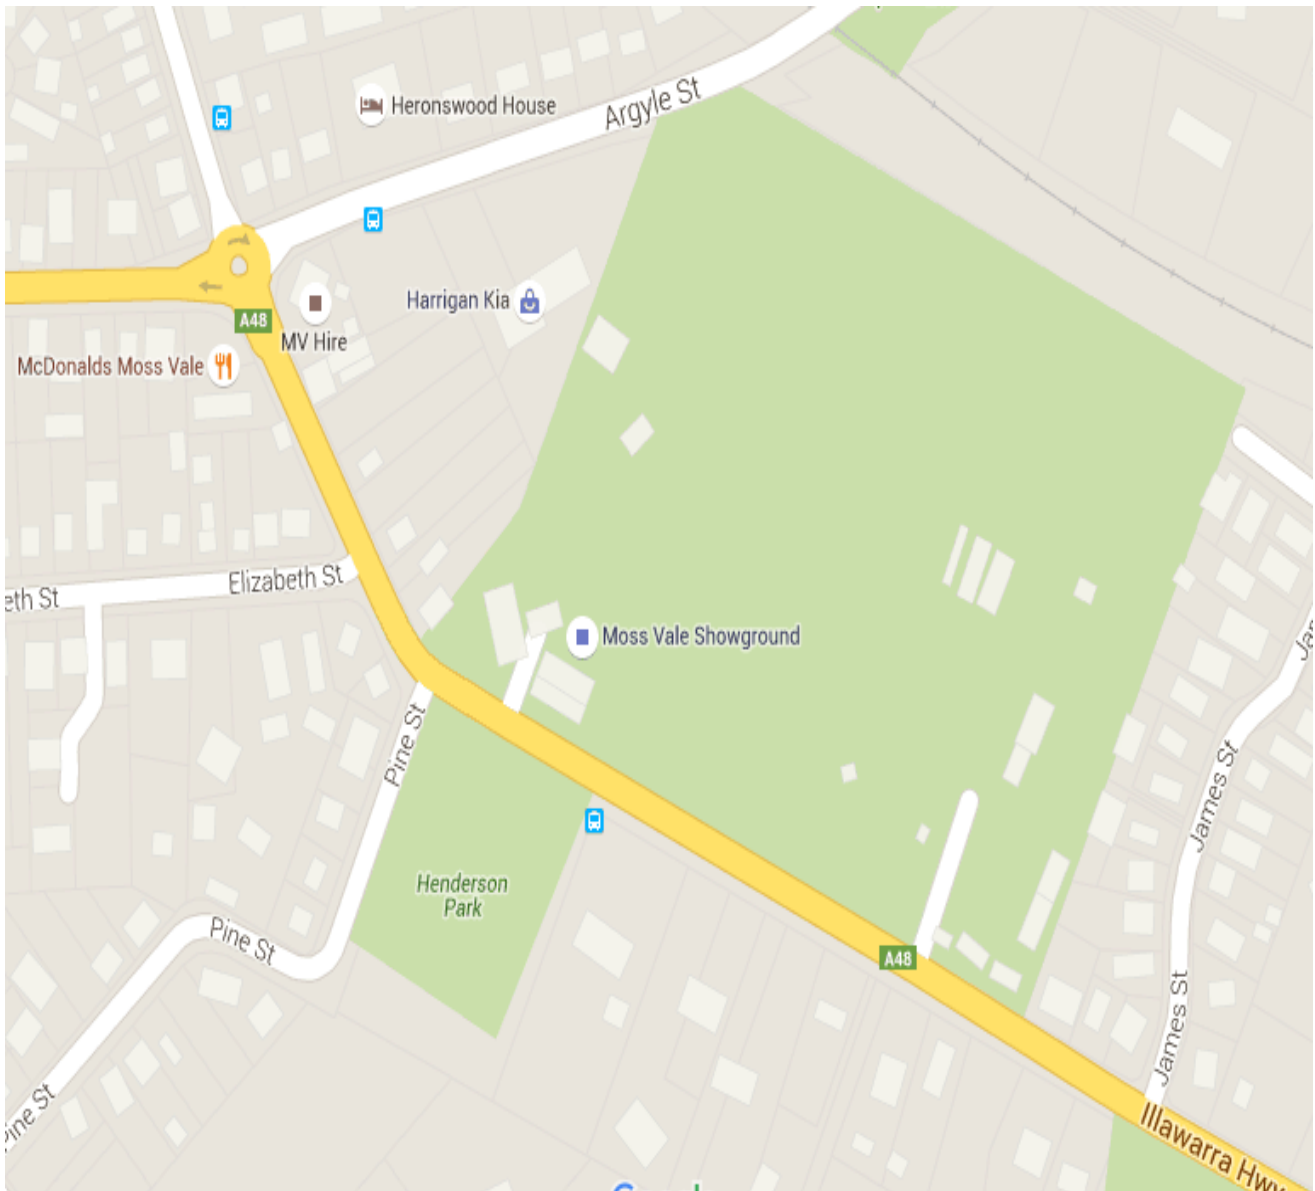 Heronswood House
Argyle St
Harrigan Kia
A48
MV Hire
McDonalds Moss Vale
Elizabeth St
eth St
Moss Vale Showground
Pine St
Henderson
Park
Pine St
A48
James St
James St
Pine St
Illawarra Hwy